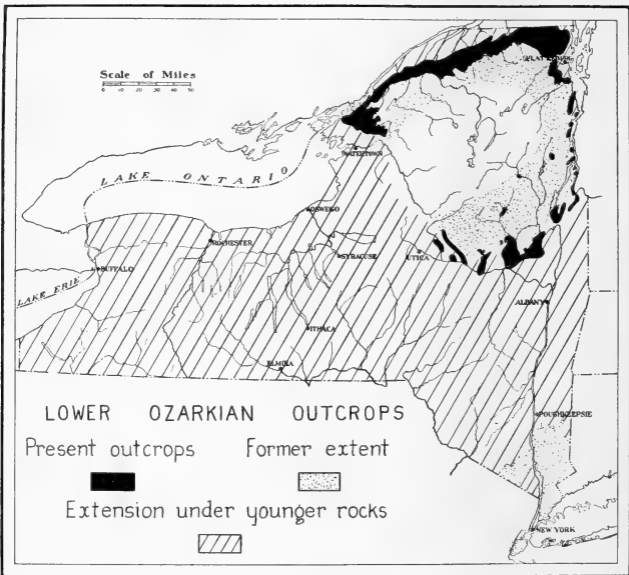 PLATTSBURG
Scale of Miles
0 10 20 30 40 50
WATERTOWN
LAKE ONTARIO
OSWEGO
ROCHESTER
SYRACUSE
UTICA
BUFFALO
LAKE ERIE
ALBANY
ITHACA
ELMIRA
LOWER OZARKIAN OUTCROPS
POUGHKEEPSIE
Present outcrops Former extent
Extension under younger rocks
NEW YORK